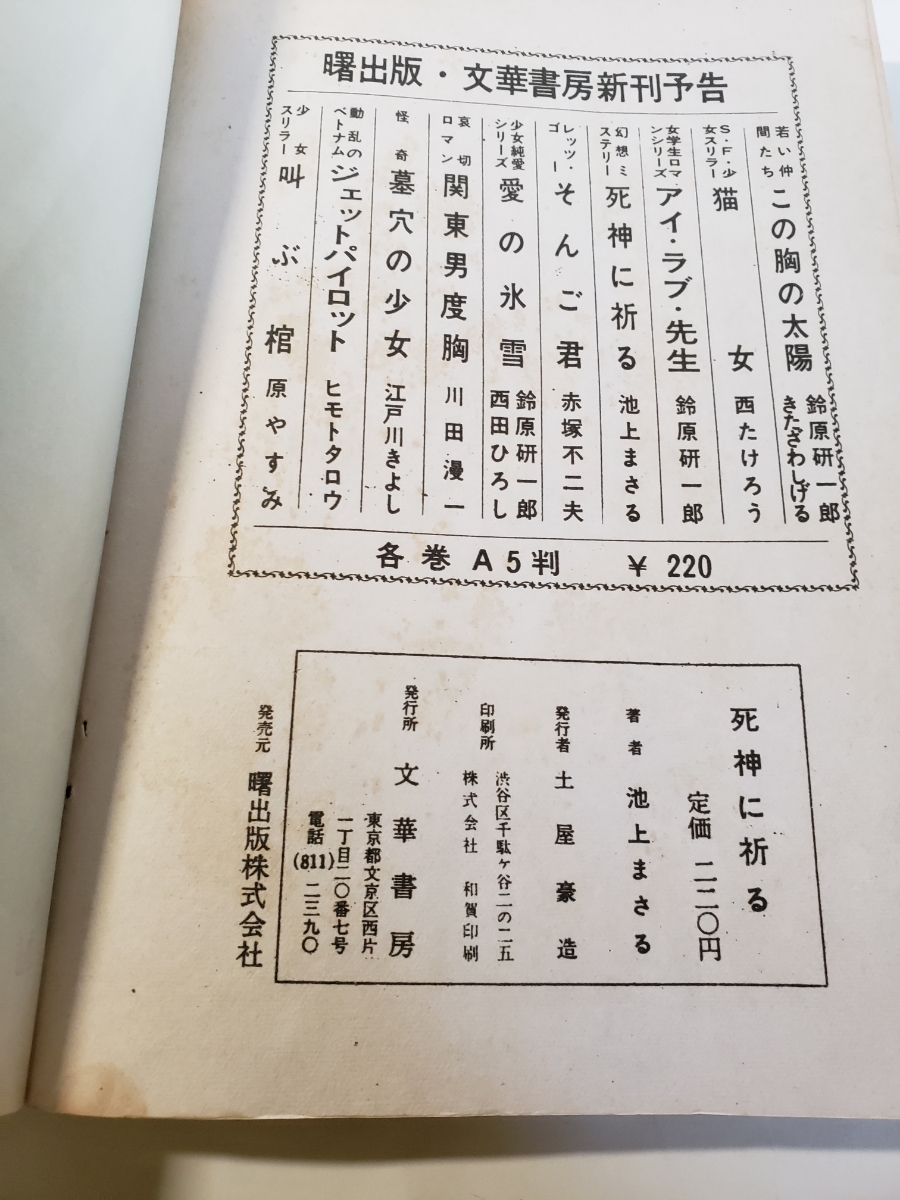 曙出版・文華書房新刊予告
若い仲間たち この胸の太陽 鈴原研一郎 きたざわしげる
S・F・少女スリラー 猫女 西たけろう
女学生ロマンシリーズ アイ・ラブ・先生 鈴原研一郎
幻想ミステリー 死神に祈る 池上まさる
レッツ・ゴー そんご君 赤塚不二夫
少女純愛シリーズ 愛の氷雪 鈴原研一郎 西田ひろし
哀切ロマン 関東男度胸 川田漫一
怪奇 墓穴の少女 江戸川きよし
動乱のベトナム ジェットパイロット ヒモトタロウ
少女スリラー 叫ぶ棺 原やすみ
各巻 A5判 ¥220
死神に祈る
定価 二二〇円
著者 池上まさる
発行者 土屋豪造
渋谷区千駄ヶ谷二の二五
印刷所 株式会社 和賀印刷
発行所 文華書房
東京都文京区西片
一丁目二〇番七号
電話(811)二三九〇
発売元 曙出版株式会社